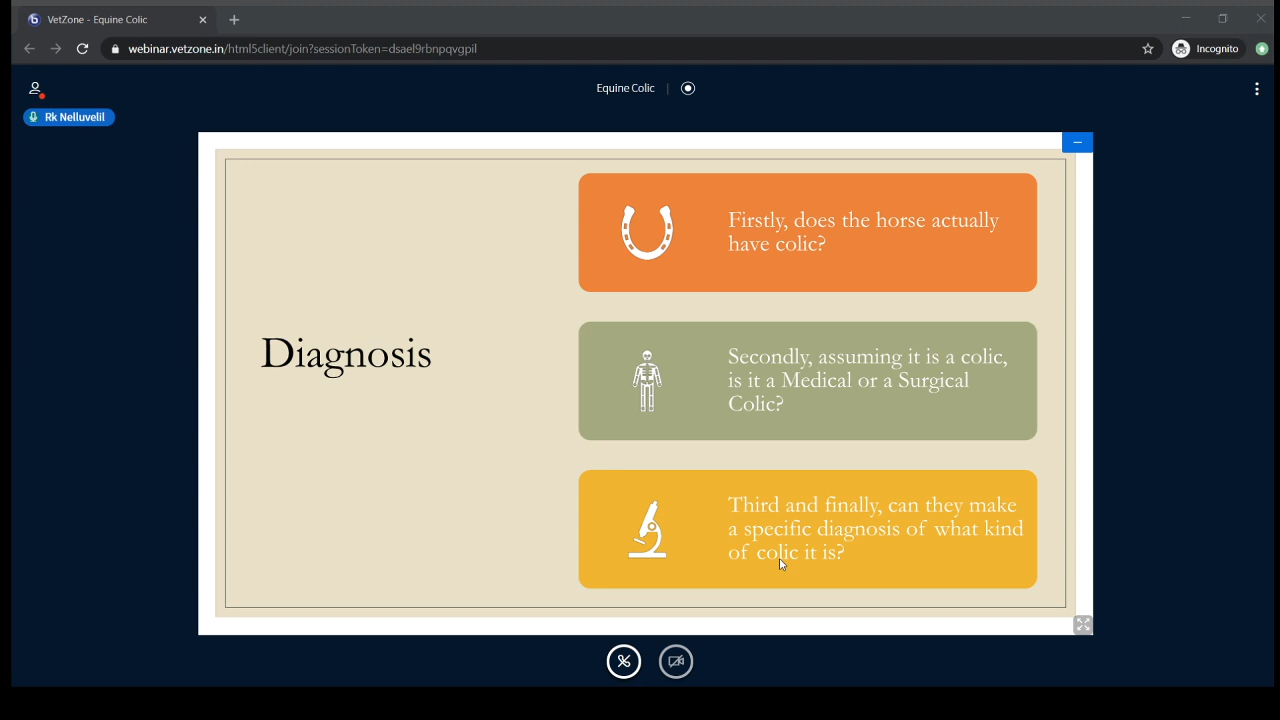 VetZone - Equine Colic
webinar.vetzone.in/html5client/join?sessionToken=dsael9rbnpqvgpil
Incognito
Equine Colic
Rk Nelluvelil
Diagnosis
Firstly, does the horse actually
have colic?
Secondly, assuming it is a colic,
is it a Medical or a Surgical
Colic?
Third and finally, can they make
a specific diagnosis of what kind
of colic it is?